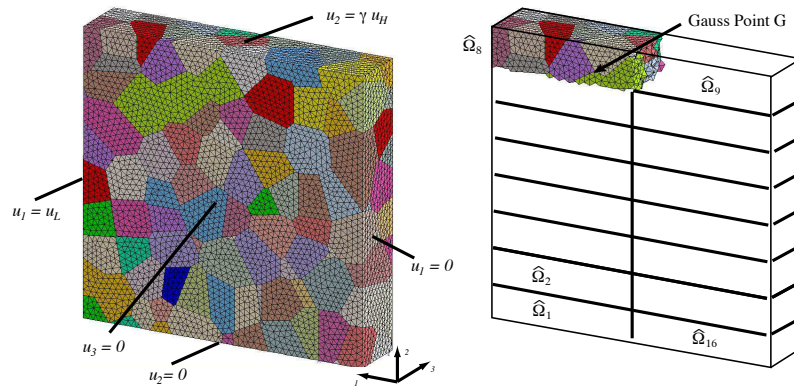 u₂ = γ u_H
Gauss Point G
Ω̂₈
Ω̂₉
u₁ = u_L
u₁ = 0
Ω̂₂
Ω̂₁
Ω̂₁₆
u₃ = 0
u₂ = 0
1
2
3